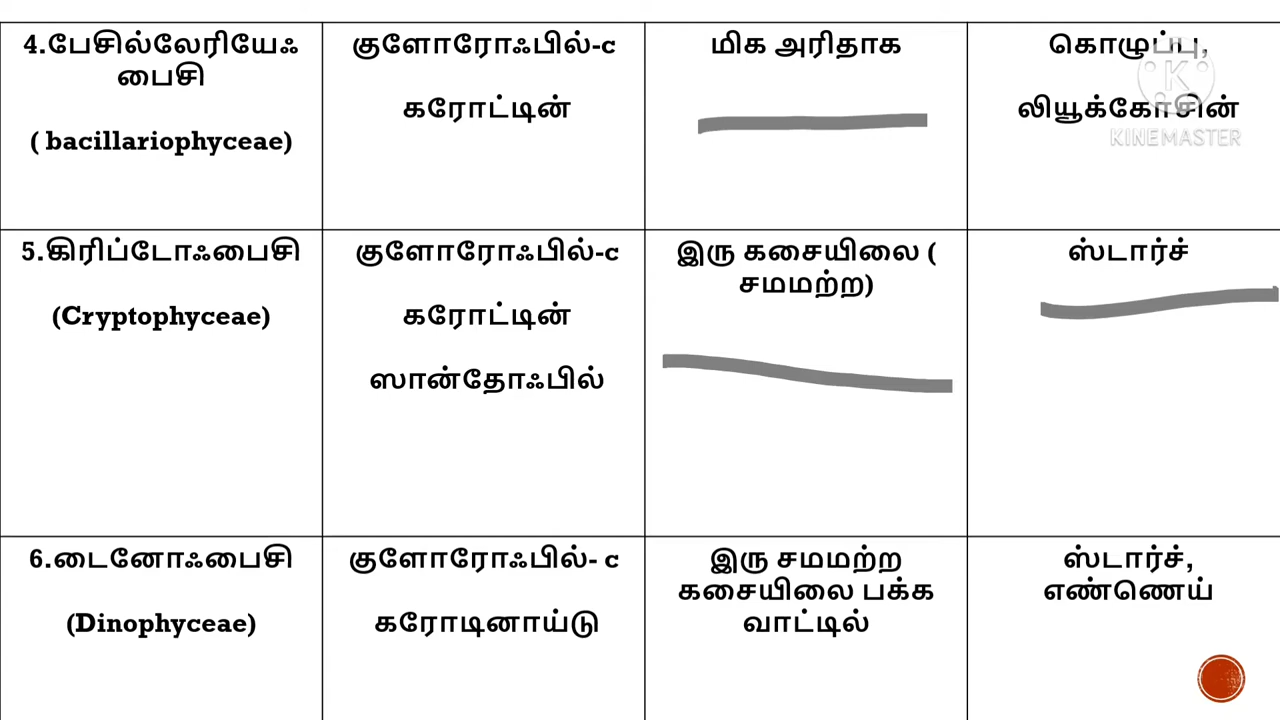 4.பேசில்லேரியேஃ
பைசி
( bacillariophyceae)
குளோரோஃபில்-c
கரோட்டின்
மிக அரிதாக
கொழுப்பு,
லியூக்கோசின்
KINEMASTER
5.கிரிப்டோஃபைசி
(Cryptophyceae)
குளோரோஃபில்-c
கரோட்டின்
ஸான்தோஃபில்
இரு கசையிலை (
சமமற்ற)
ஸ்டார்ச்
6.டைனோஃபைசி
(Dinophyceae)
குளோரோஃபில்- c
கரோடினாய்டு
இரு சமமற்ற
கசையிலை பக்க
வாட்டில்
ஸ்டார்ச்,
எண்ணெய்